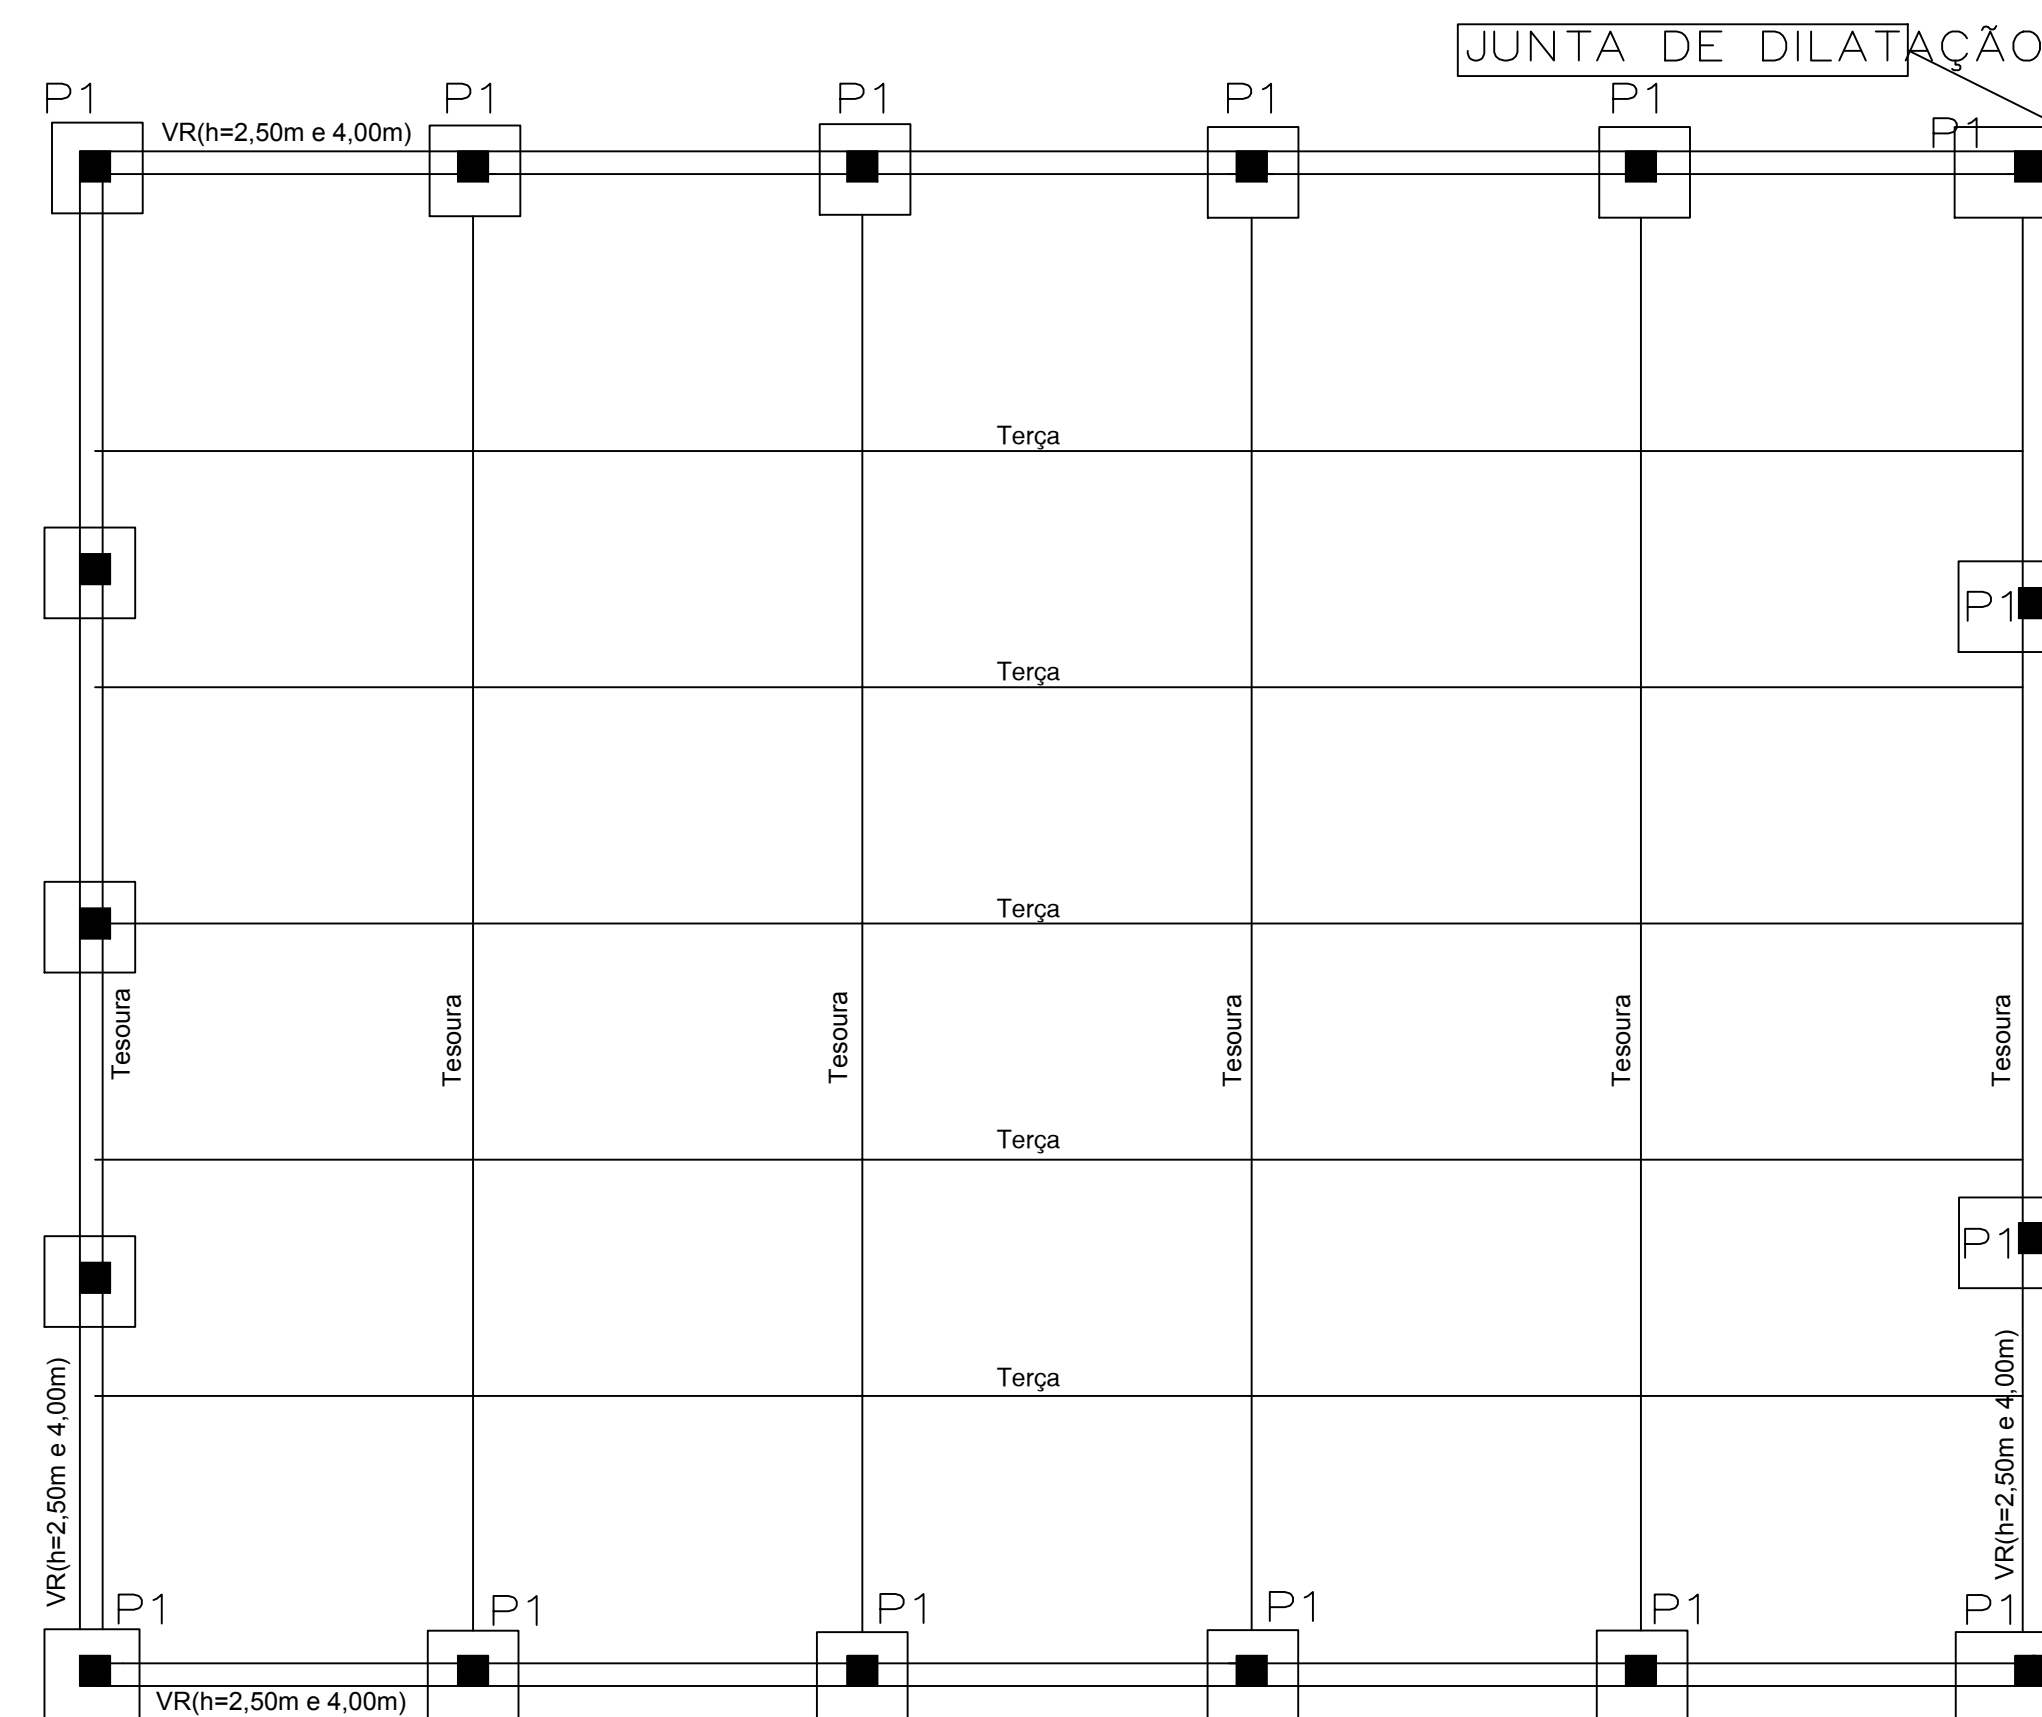 JUNTA DE DILATAÇÃO
P1
P1
P1
P1
P1
P1
VR(h=2,50m e 4,00m)
Terça
P1
Terça
Terça
Tesoura
Tesoura
Tesoura
Tesoura
Tesoura
Tesoura
Terça
P1
Terça
VR(h=2,50m e 4,00m)
VR(h=2,50m e 4,00m)
P1
P1
P1
P1
P1
P1
VR(h=2,50m e 4,00m)